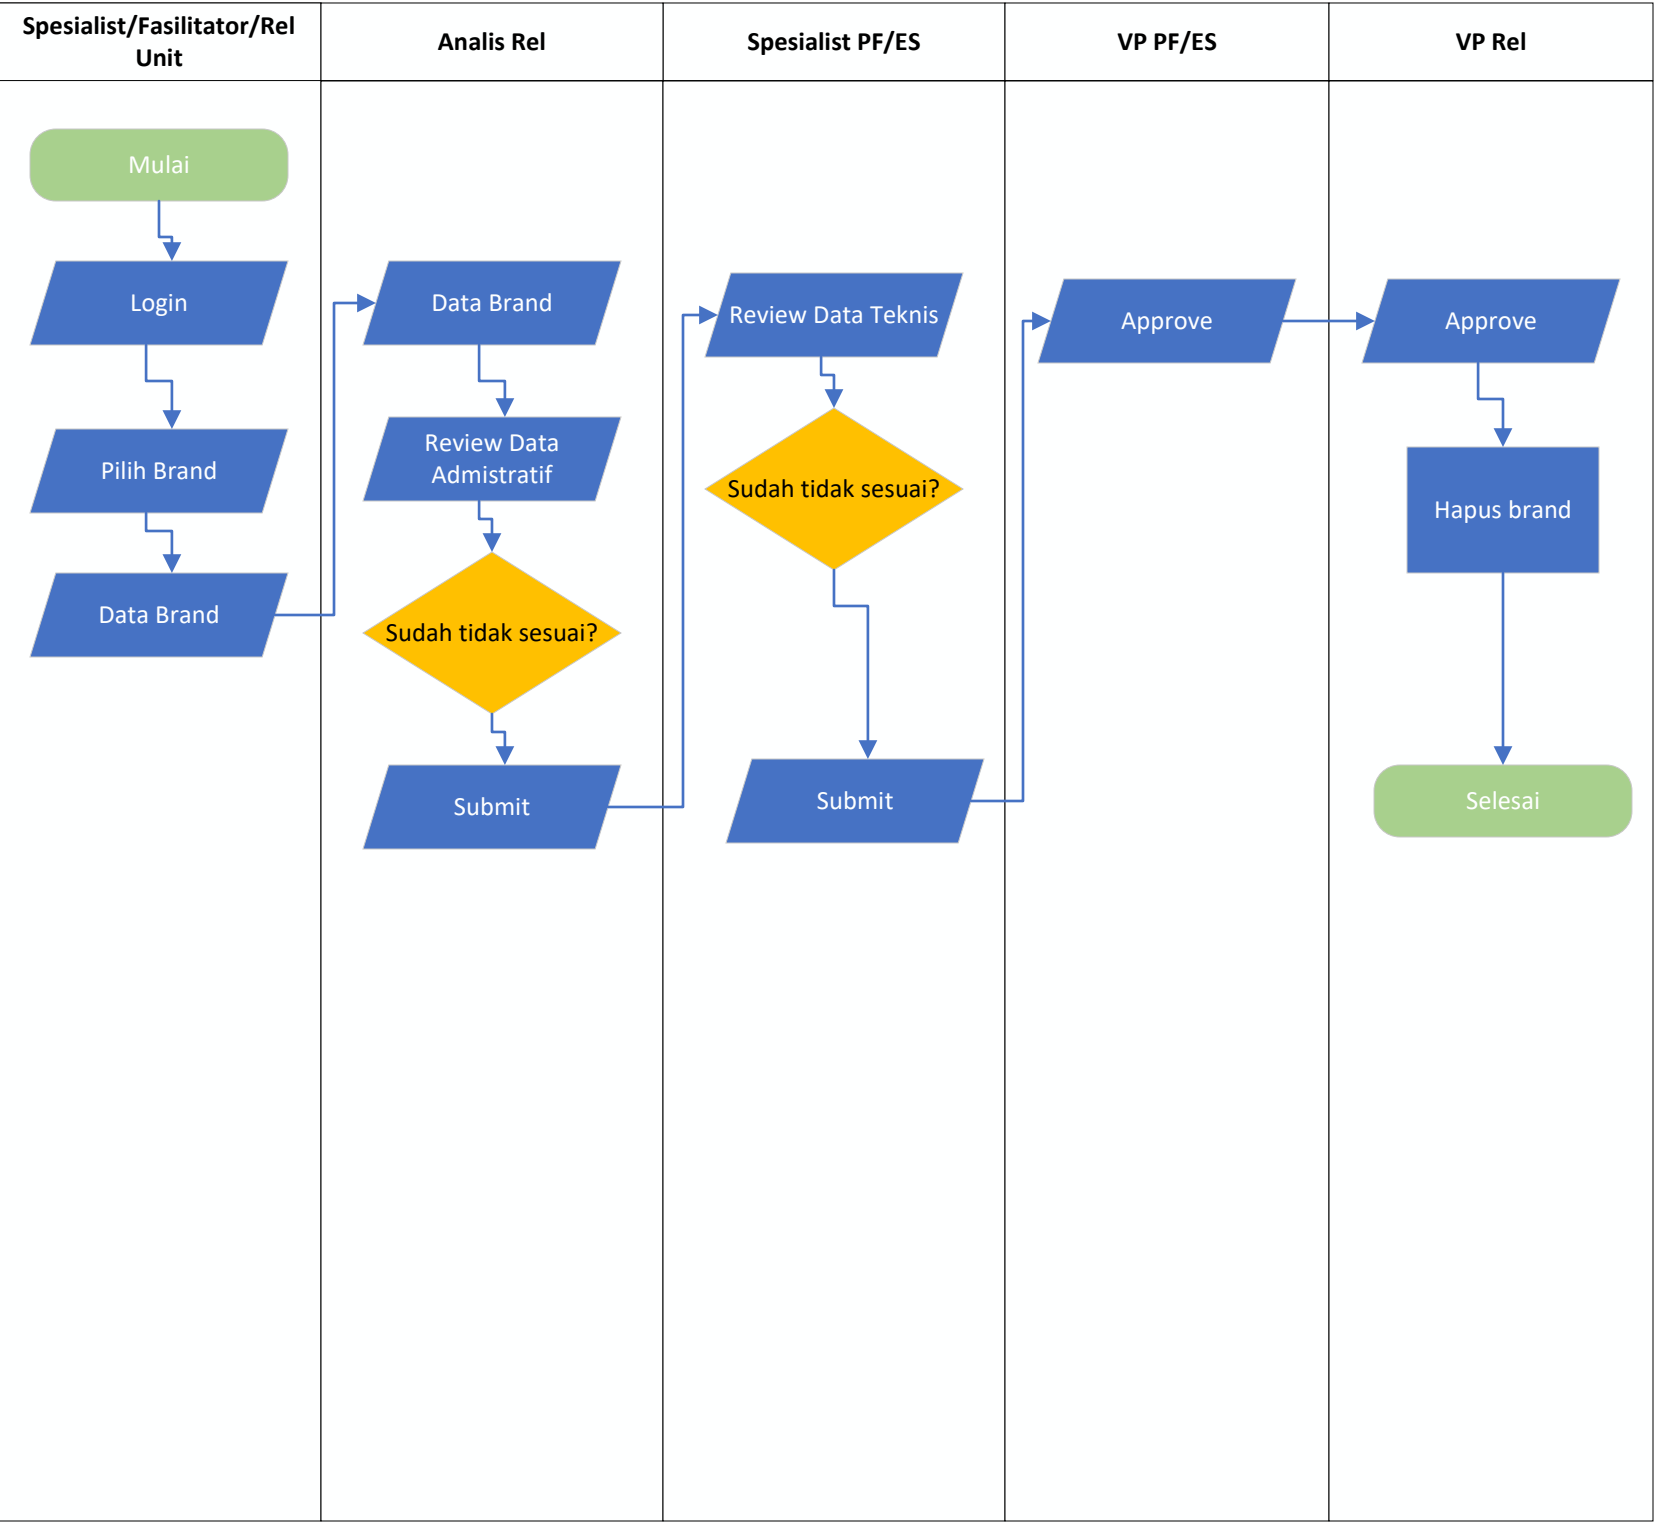 Spesialist/Fasilitator/Rel
Unit
Analis Rel
Spesialist PF/ES
VP PF/ES
VP Rel
Mulai
Login
Pilih Brand
Data Brand
Data Brand
Review Data
Admistratif
Sudah tidak sesuai?
Submit
Review Data Teknis
Sudah tidak sesuai?
Submit
Approve
Approve
Hapus brand
Selesai